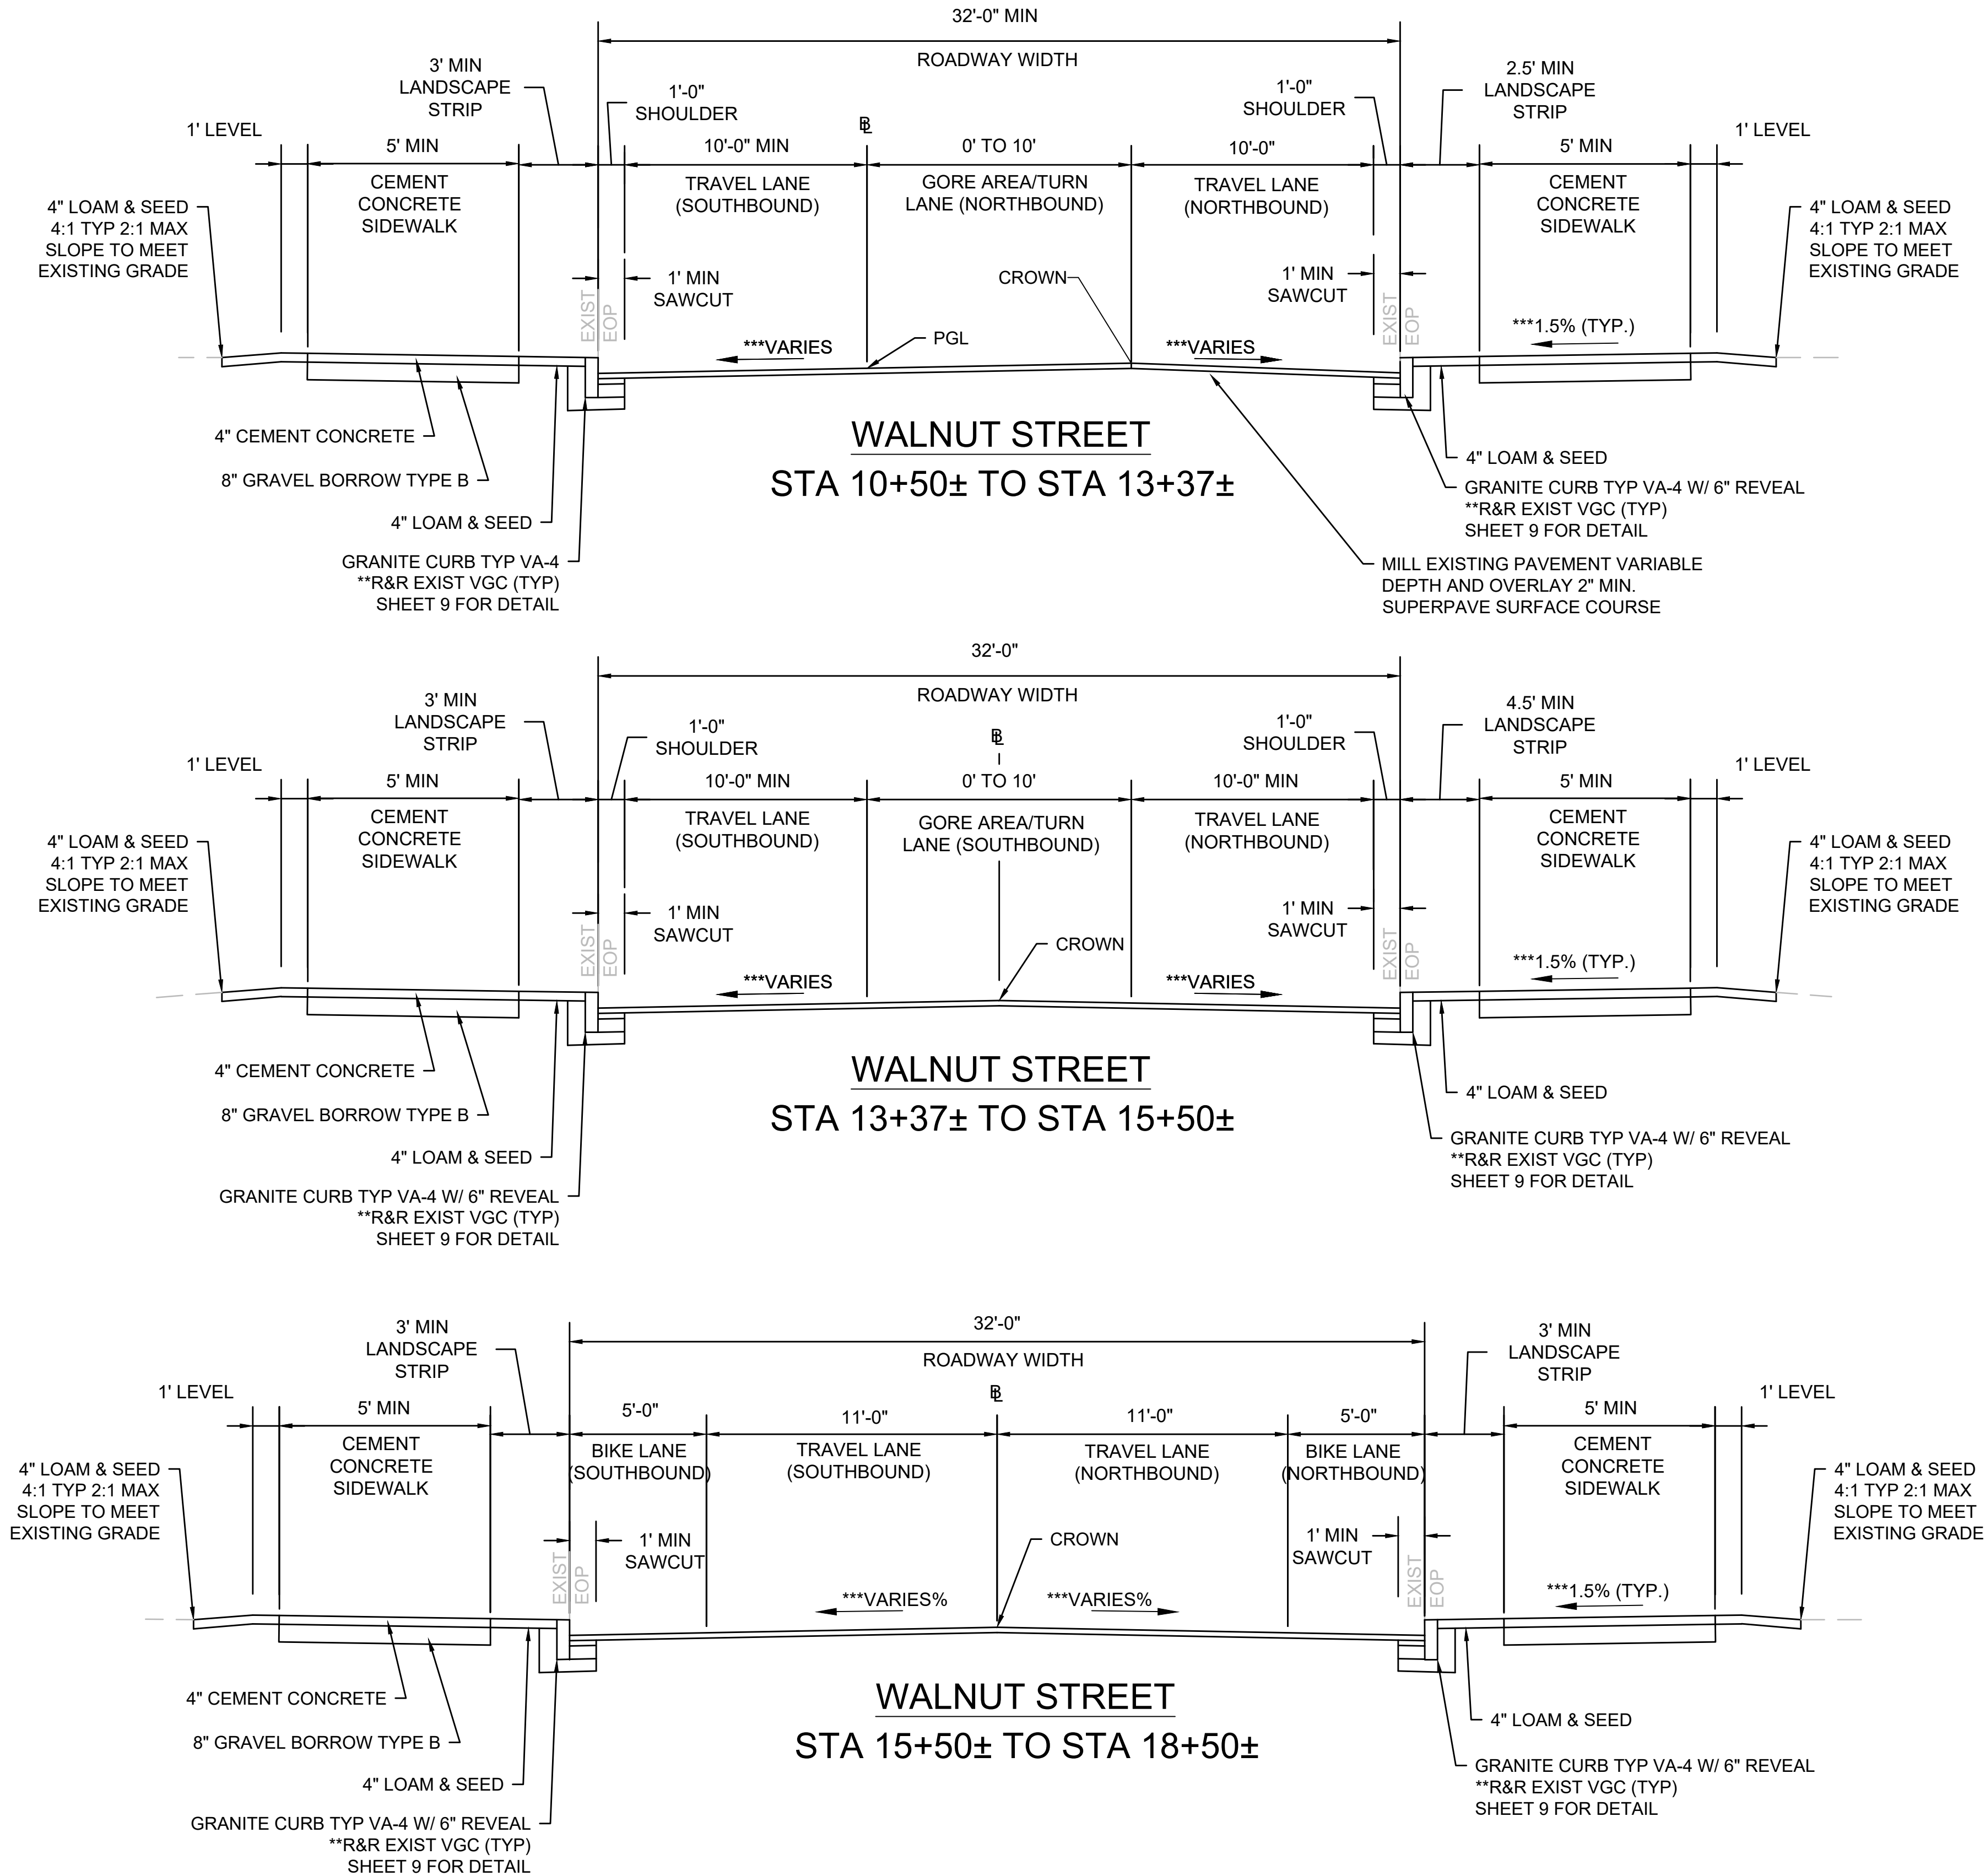 32'-0" MIN
ROADWAY WIDTH
3' MIN
LANDSCAPE
STRIP
1'-0"
SHOULDER
1'-0"
SHOULDER
2.5' MIN
LANDSCAPE
STRIP
1' LEVEL
5' MIN
10'-0" MIN
BL
0' TO 10'
10'-0"
5' MIN
1' LEVEL
CEMENT
CONCRETE
SIDEWALK
TRAVEL LANE
(SOUTHBOUND)
GORE AREA/TURN
LANE (NORTHBOUND)
TRAVEL LANE
(NORTHBOUND)
CEMENT
CONCRETE
SIDEWALK
4" LOAM & SEED
4:1 TYP 2:1 MAX
SLOPE TO MEET
EXISTING GRADE
4" LOAM & SEED
4:1 TYP 2:1 MAX
SLOPE TO MEET
EXISTING GRADE
EXIST
EOP
1' MIN
SAWCUT
CROWN
1' MIN
SAWCUT
EXIST
EOP
***VARIES
PGL
***VARIES
***1.5% (TYP.)
4" CEMENT CONCRETE
8" GRAVEL BORROW TYPE B
4" LOAM & SEED
GRANITE CURB TYP VA-4
**R&R EXIST VGC (TYP)
SHEET 9 FOR DETAIL
WALNUT STREET
STA 10+50± TO STA 13+37±
4" LOAM & SEED
GRANITE CURB TYP VA-4 W/ 6" REVEAL
**R&R EXIST VGC (TYP)
SHEET 9 FOR DETAIL
MILL EXISTING PAVEMENT VARIABLE
DEPTH AND OVERLAY 2" MIN.
SUPERPAVE SURFACE COURSE
32'-0"
ROADWAY WIDTH
3' MIN
LANDSCAPE
STRIP
1'-0"
SHOULDER
BL
1'-0"
SHOULDER
4.5' MIN
LANDSCAPE
STRIP
1' LEVEL
5' MIN
10'-0" MIN
0' TO 10'
10'-0" MIN
5' MIN
1' LEVEL
CEMENT
CONCRETE
SIDEWALK
TRAVEL LANE
(SOUTHBOUND)
GORE AREA/TURN
LANE (SOUTHBOUND)
TRAVEL LANE
(NORTHBOUND)
CEMENT
CONCRETE
SIDEWALK
4" LOAM & SEED
4:1 TYP 2:1 MAX
SLOPE TO MEET
EXISTING GRADE
4" LOAM & SEED
4:1 TYP 2:1 MAX
SLOPE TO MEET
EXISTING GRADE
EXIST
EOP
1' MIN
SAWCUT
CROWN
1' MIN
SAWCUT
EXIST
EOP
***VARIES
***VARIES
***1.5% (TYP.)
4" CEMENT CONCRETE
8" GRAVEL BORROW TYPE B
4" LOAM & SEED
GRANITE CURB TYP VA-4 W/ 6" REVEAL
**R&R EXIST VGC (TYP)
SHEET 9 FOR DETAIL
WALNUT STREET
STA 13+37± TO STA 15+50±
4" LOAM & SEED
GRANITE CURB TYP VA-4 W/ 6" REVEAL
**R&R EXIST VGC (TYP)
SHEET 9 FOR DETAIL
32'-0"
ROADWAY WIDTH
3' MIN
LANDSCAPE
STRIP
BL
3' MIN
LANDSCAPE
STRIP
1' LEVEL
5' MIN
5'-0"
11'-0"
11'-0"
5'-0"
5' MIN
1' LEVEL
CEMENT
CONCRETE
SIDEWALK
BIKE LANE
(SOUTHBOUND)
TRAVEL LANE
(SOUTHBOUND)
TRAVEL LANE
(NORTHBOUND)
BIKE LANE
(NORTHBOUND)
CEMENT
CONCRETE
SIDEWALK
4" LOAM & SEED
4:1 TYP 2:1 MAX
SLOPE TO MEET
EXISTING GRADE
4" LOAM & SEED
4:1 TYP 2:1 MAX
SLOPE TO MEET
EXISTING GRADE
EXIST
EOP
1' MIN
SAWCUT
CROWN
1' MIN
SAWCUT
EXIST
EOP
***VARIES%
***VARIES%
***1.5% (TYP.)
4" CEMENT CONCRETE
8" GRAVEL BORROW TYPE B
4" LOAM & SEED
GRANITE CURB TYP VA-4 W/ 6" REVEAL
**R&R EXIST VGC (TYP)
SHEET 9 FOR DETAIL
WALNUT STREET
STA 15+50± TO STA 18+50±
4" LOAM & SEED
GRANITE CURB TYP VA-4 W/ 6" REVEAL
**R&R EXIST VGC (TYP)
SHEET 9 FOR DETAIL